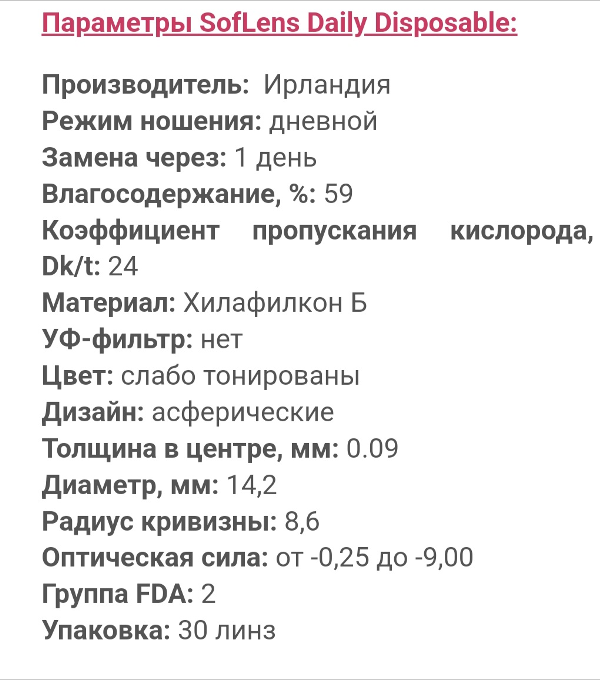 Параметры SofLens Daily Disposable:
Производитель: Ирландия
Режим ношения: дневной
Замена через: 1 день
Влагосодержание, %: 59
Коэффициент пропускания кислорода,
Dk/t: 24
Материал: Хилафилкон Б
УФ-фильтр: нет
Цвет: слабо тонированы
Дизайн: асферические
Толщина в центре, мм: 0.09
Диаметр, мм: 14,2
Радиус кривизны: 8,6
Оптическая сила: от -0,25 до -9,00
Группа FDA: 2
Упаковка: 30 линз